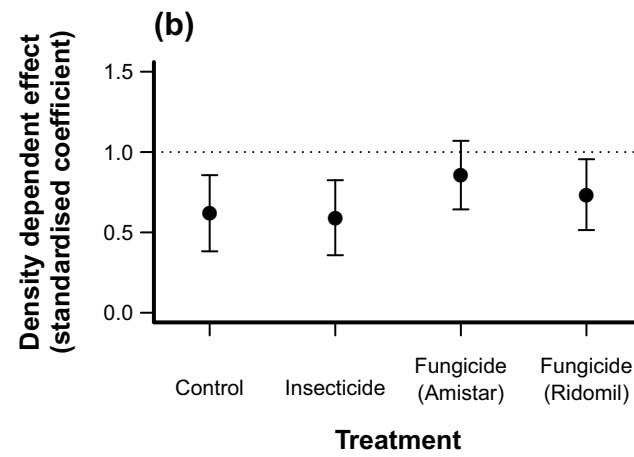 (b)
Density dependent effect
(standardised coefficient)
1.5
1.0
0.5
0.0
Control
Insecticide
Fungicide
(Amistar)
Fungicide
(Ridomil)
Treatment